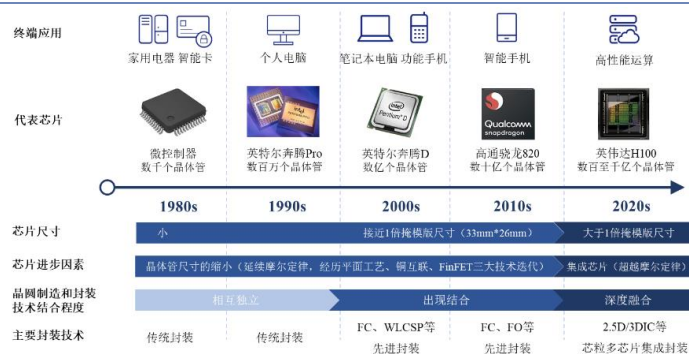 终端应用
家用电器 智能卡
个人电脑
笔记本电脑 功能手机
智能手机
高性能运算
代表芯片
intel
Pentium D
Qualcomm
snapdragon
微控制器
数千个晶体管
英特尔奔腾Pro
数百万个晶体管
英特尔奔腾D
数亿个晶体管
高通骁龙820
数十亿个晶体管
英伟达H100
数百至千亿个晶体管
1980s
1990s
2000s
2010s
2020s
芯片尺寸
小
接近1倍掩模版尺寸（33mm*26mm）
大于1倍掩模版尺寸
芯片进步因素
晶体管尺寸的缩小（延续摩尔定律，经历平面工艺、铜互联、FinFET三大技术迭代）
集成芯片（超越摩尔定律）
晶圆制造和封装
技术结合程度
相互独立
出现结合
深度融合
主要封装技术
传统封装
传统封装
FC、WLCSP等
先进封装
FC、FO等
先进封装
2.5D/3DIC等
芯粒多芯片集成封装